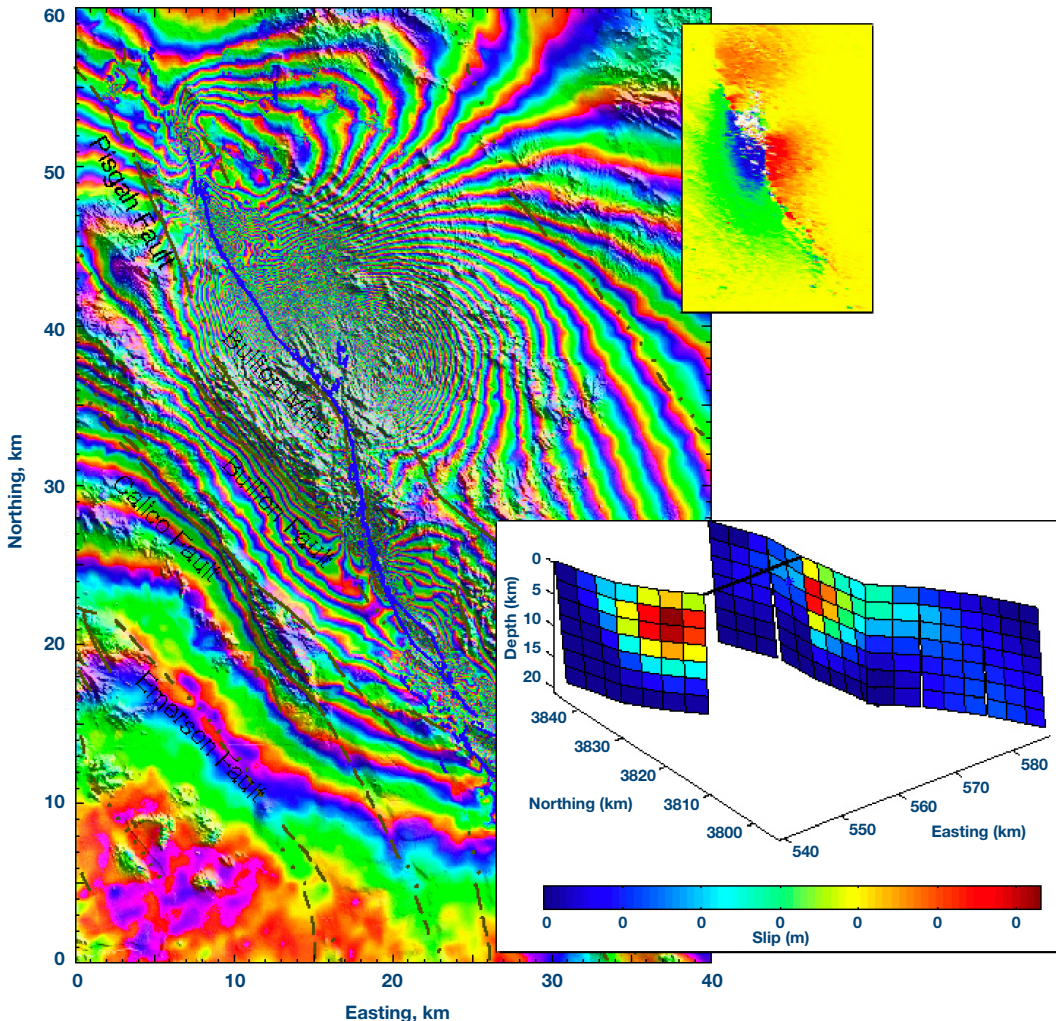 60
50
40
30
20
10
0
Northing, km
0
10
20
30
40
Easting, km
Pisgah Fault
Bullion Mtns
Bullion Fault
Calico Fault
Emerson Fault
0
5
10
15
20
Depth (km)
3840
3830
3820
3810
3800
Northing (km)
540
550
560
570
580
Easting (km)
0 0 0 0 0 0 0
Slip (m)